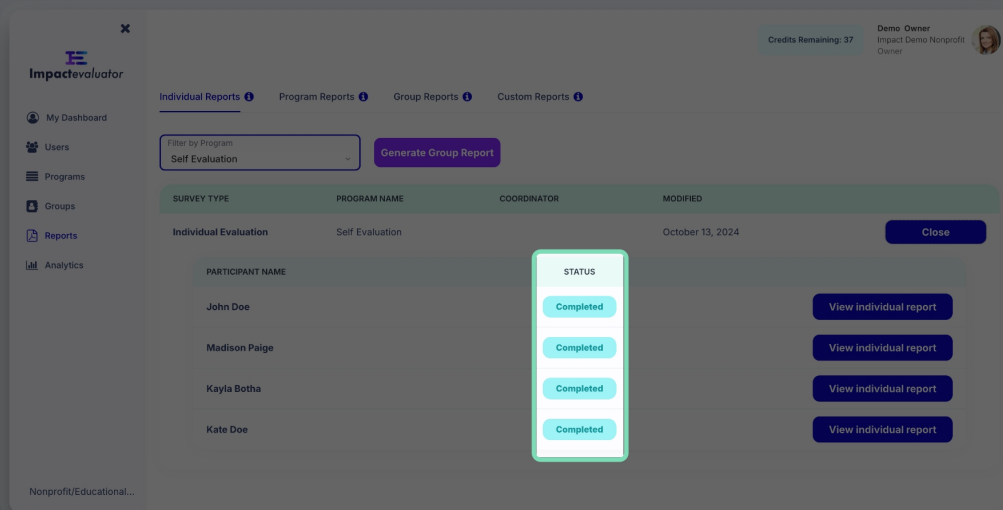 ✖
Credits Remaining: 37
Demo Owner
Impact Demo Nonprofit
Owner
IE
Impactevaluator
Individual Reports
Program Reports
Group Reports
Custom Reports
My Dashboard
Users
Programs
Groups
Reports
Analytics
Filter by Program
Self Evaluation
Generate Group Report
SURVEY TYPE PROGRAM NAME COORDINATOR MODIFIED
Individual Evaluation Self Evaluation October 13, 2024 Close
PARTICIPANT NAME STATUS
John Doe Completed View individual report
Madison Paige Completed View individual report
Kayla Botha Completed View individual report
Kate Doe Completed View individual report
Nonprofit/Educational...